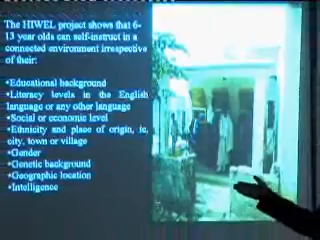 The HIWEL project shows that 6-
13 year olds can self-instruct in a
connected environment irrespective
of their:
•Educational background
•Literacy levels in the English
language or any other language
•Social or economic level
•Ethnicity and place of origin, ie,
city, town or village
•Gender
•Genetic background
•Geographic location
•Intelligence